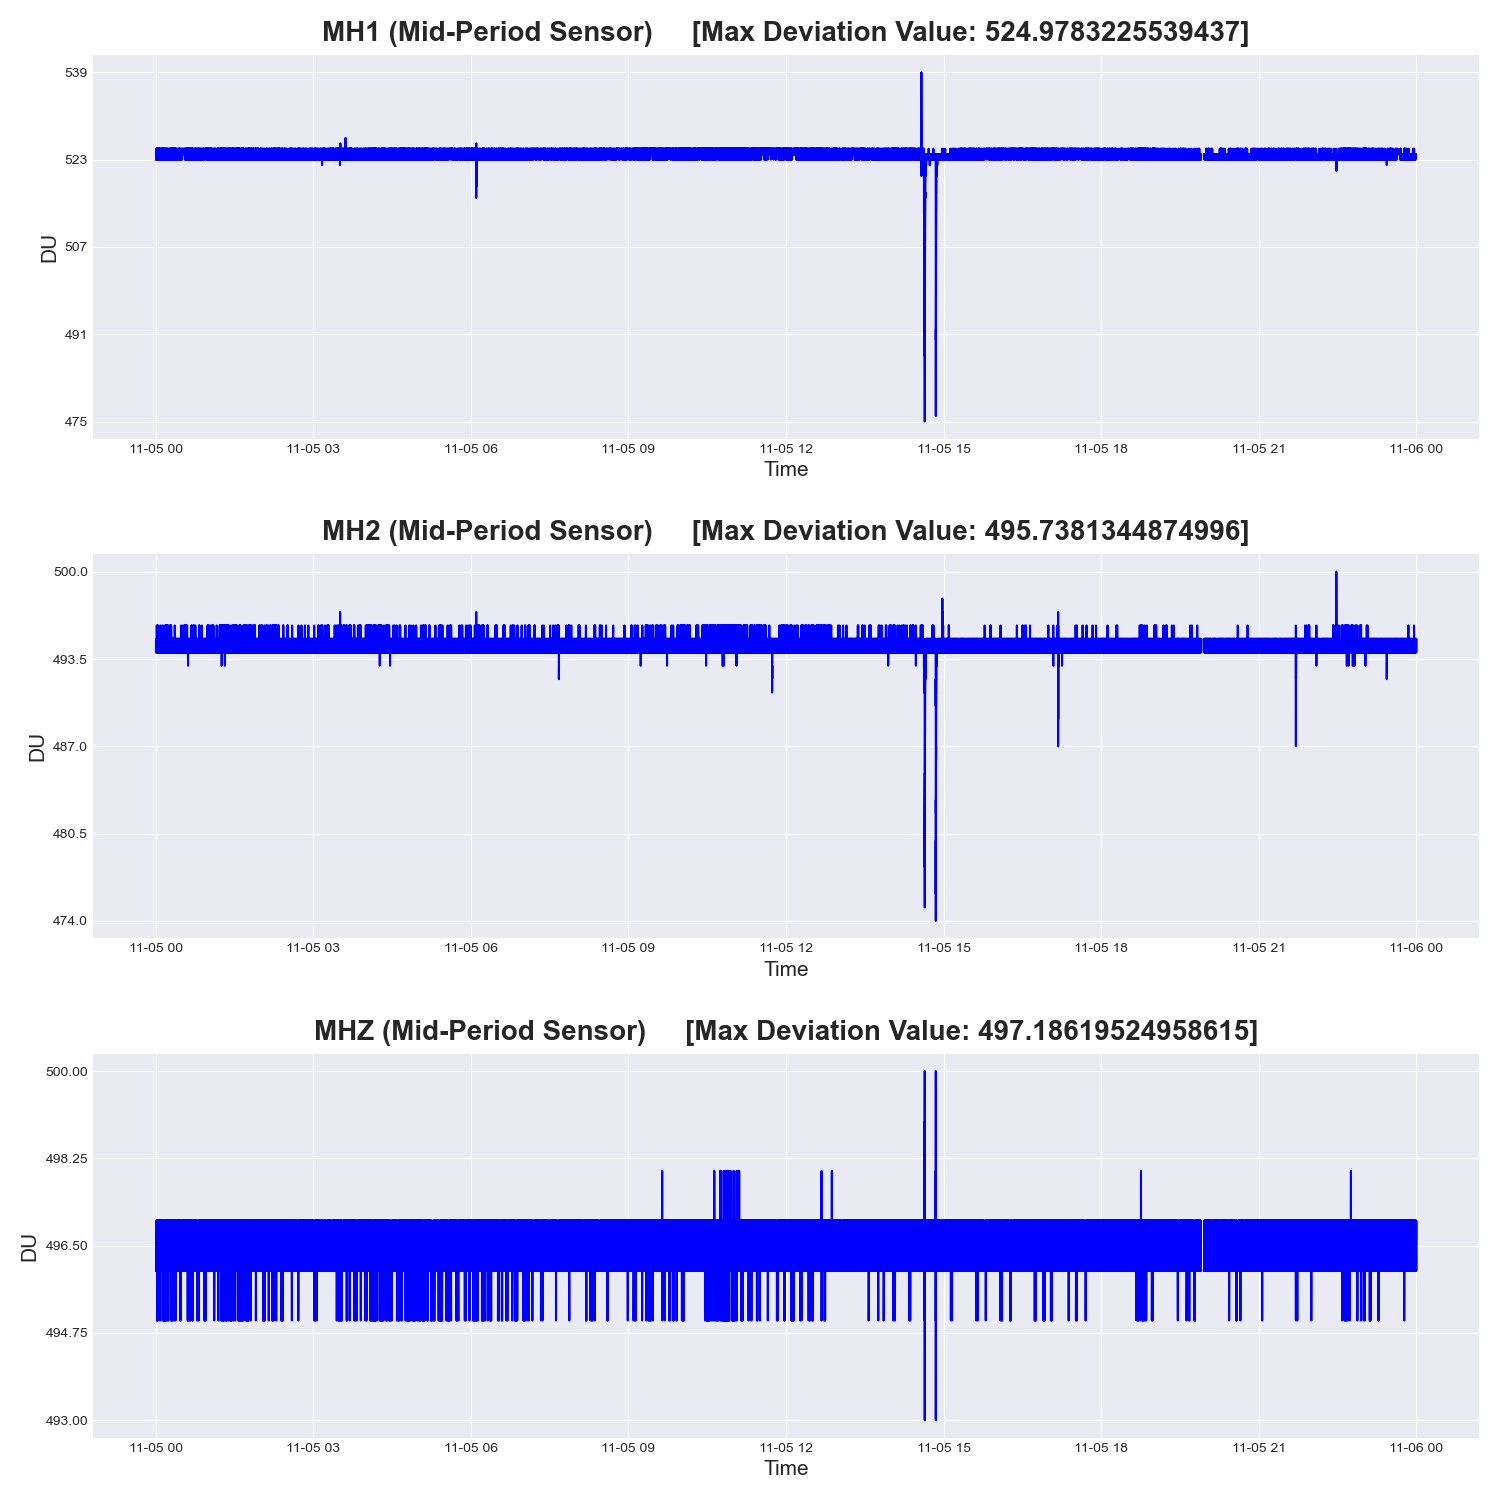 MH1 (Mid-Period Sensor)     [Max Deviation Value: 524.9783225539437]
539
523
507
491
475
DU
11-05 00 11-05 03 11-05 06 11-05 09 11-05 12 11-05 15 11-05 18 11-05 21 11-06 00
Time
MH2 (Mid-Period Sensor)     [Max Deviation Value: 495.7381344874996]
500.0
493.5
487.0
480.5
474.0
DU
11-05 00 11-05 03 11-05 06 11-05 09 11-05 12 11-05 15 11-05 18 11-05 21 11-06 00
Time
MHZ (Mid-Period Sensor)     [Max Deviation Value: 497.18619524958615]
500.00
498.25
496.50
494.75
493.00
DU
11-05 00 11-05 03 11-05 06 11-05 09 11-05 12 11-05 15 11-05 18 11-05 21 11-06 00
Time